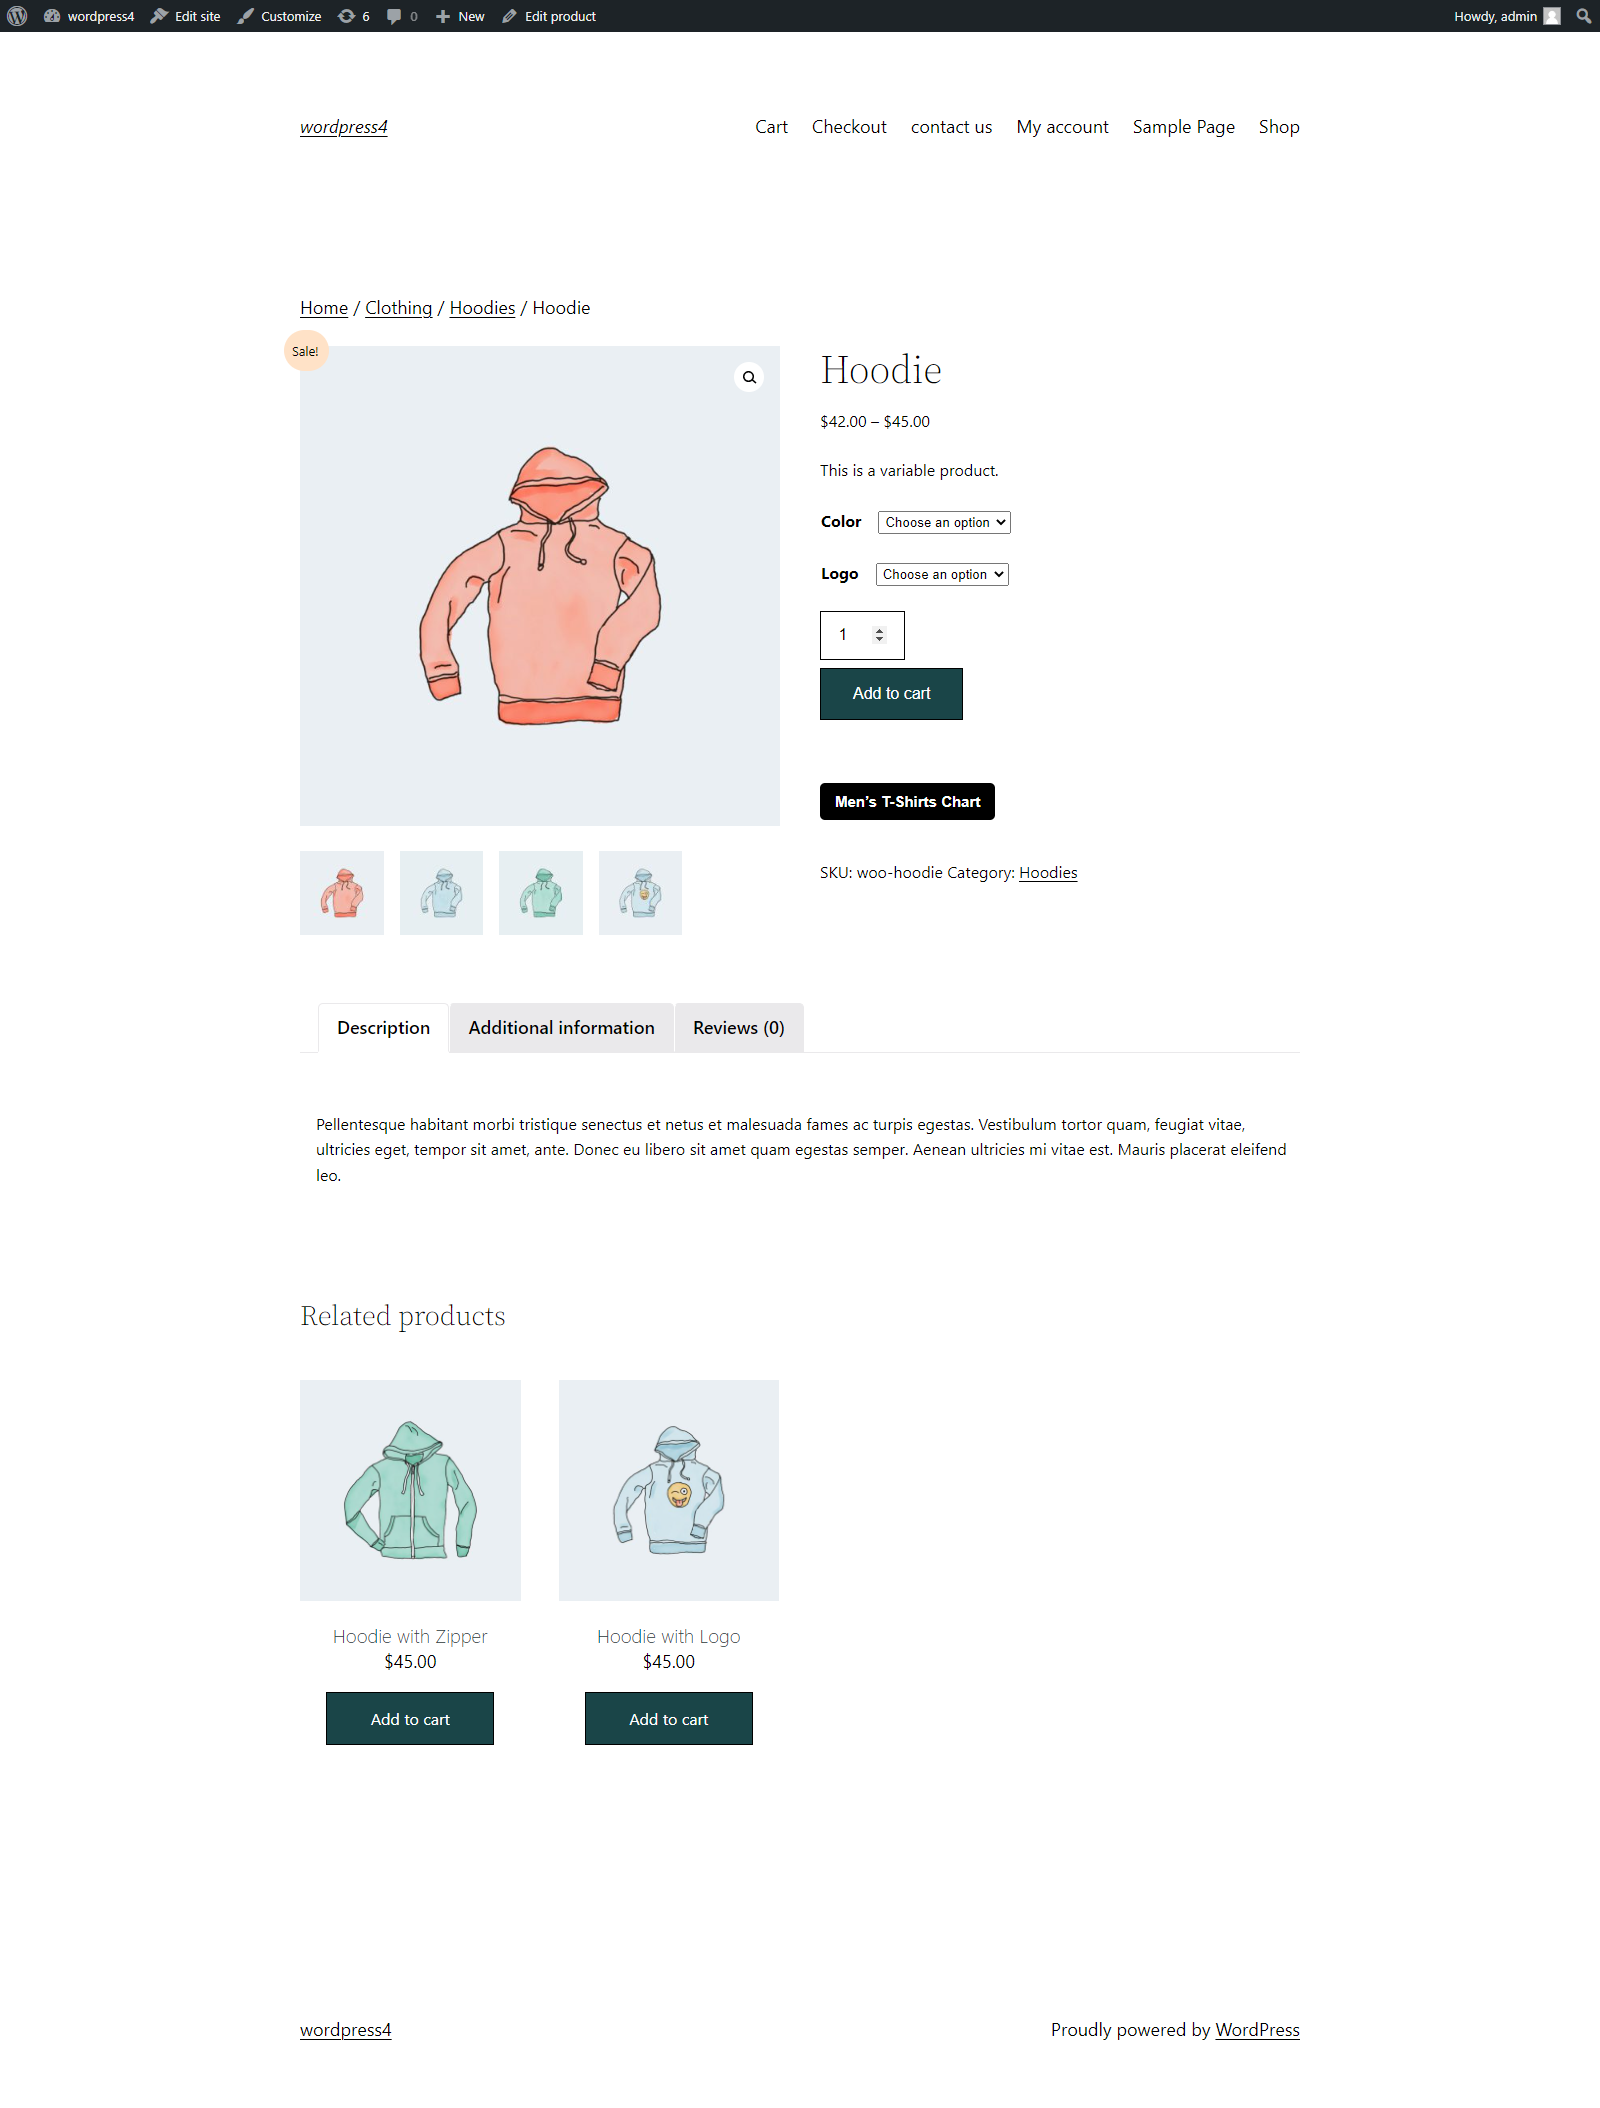 wordpress4 Edit site Customize 6 0 New Edit product Howdy, admin
wordpress4 Cart Checkout contact us My account Sample Page Shop
Home / Clothing / Hoodies / Hoodie
Sale!
Hoodie
$42.00 – $45.00
This is a variable product.
Color Choose an option
Logo Choose an option
1
Add to cart
Men’s T-Shirts Chart
SKU: woo-hoodie Category: Hoodies
Description Additional information Reviews (0)
Pellentesque habitant morbi tristique senectus et netus et malesuada fames ac turpis egestas. Vestibulum tortor quam, feugiat vitae,
ultricies eget, tempor sit amet, ante. Donec eu libero sit amet quam egestas semper. Aenean ultricies mi vitae est. Mauris placerat eleifend
leo.
Related products
Hoodie with Zipper
$45.00
Add to cart
Hoodie with Logo
$45.00
Add to cart
wordpress4 Proudly powered by WordPress